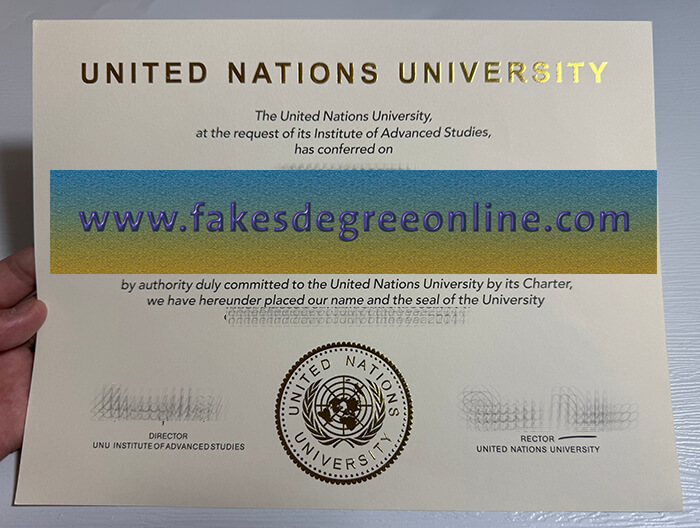 UNITED NATIONS UNIVERSITY
The United Nations University,
at the request of its Institute of Advanced Studies,
has conferred on
www.fakesdegreeonline.com
by authority duly committed to the United Nations University by its Charter,
we have hereunder placed our name and the seal of the University
UNITED NATIONS
UNIVERSITY
DIRECTOR
UNU INSTITUTE OF ADVANCED STUDIES
RECTOR
UNITED NATIONS UNIVERSITY